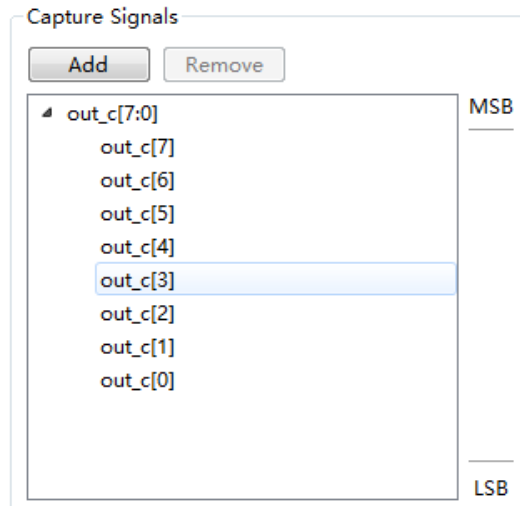 Capture Signals
Add Remove
out_c[7:0] MSB
out_c[7]
out_c[6]
out_c[5]
out_c[4]
out_c[3]
out_c[2]
out_c[1]
out_c[0]
LSB